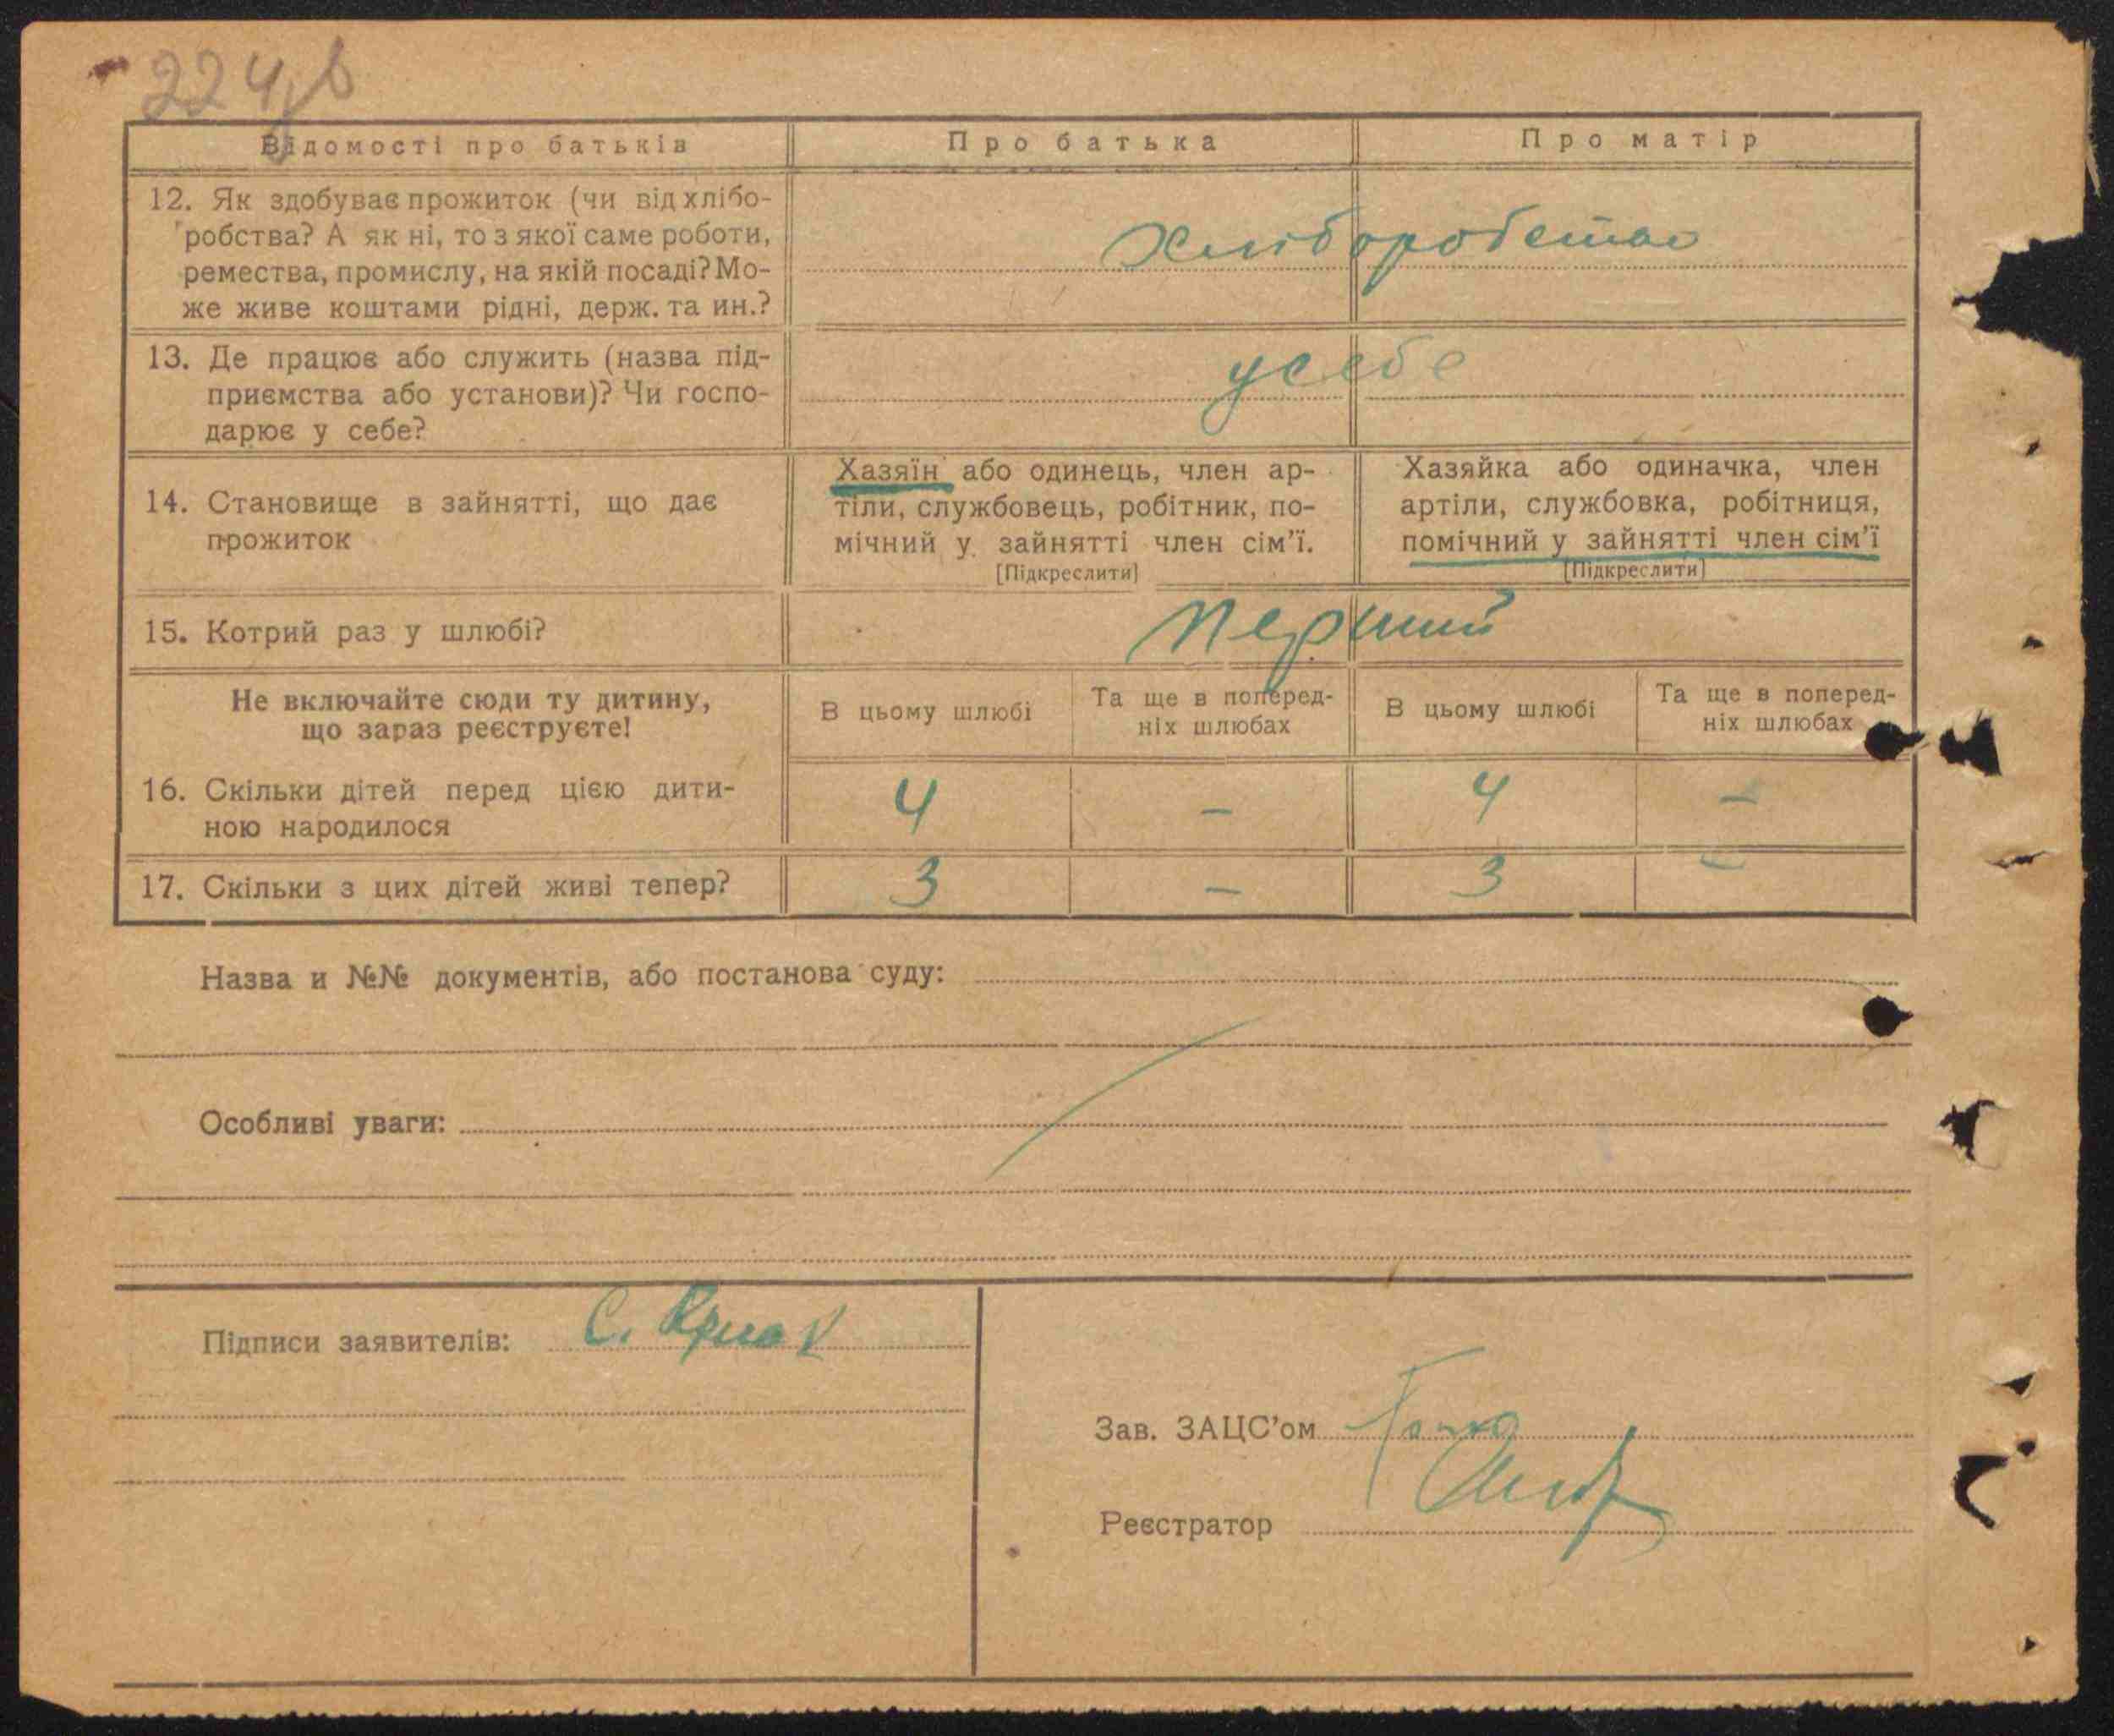 224
Відомості про батьків
Про батька
Про матір
12. Як здобуває прожиток (чи від хлібо-
робства? А як ні, то з якої саме роботи,
ремества, промислу, на якій посаді? Мо-
же живе коштами рідні, держ. та ин.?
Хліборобство
13. Де працює або служить (назва під-
приємства або установи)? Чи госпо-
дарює у себе?
у себе
14. Становище в зайнятті, що дає
прожиток
Хазяїн або одинець, член ар-
тіли, службовець, робітник, по-
мічний у зайнятті член сім'ї.
[Підкреслити]
Хазяйка або одиначка, член
артіли, службовка, робітниця,
помічний у зайнятті член сім'ї
[Підкреслити]
15. Котрий раз у шлюбі?
перший
Не включайте сюди ту дитину,
що зараз реєструєте!
В цьому шлюбі
Та ще в поперед-
ніх шлюбах
В цьому шлюбі
Та ще в поперед-
ніх шлюбах
16. Скільки дітей перед цією дити-
ною народилося
4 – 4 –
17. Скільки з цих дітей живі тепер?
3 – 3 –
Назва и №№ документів, або постанова суду:
Особливі уваги:
Підписи заявителів: С.
Зав. ЗАЦС'ом
Реєстратор